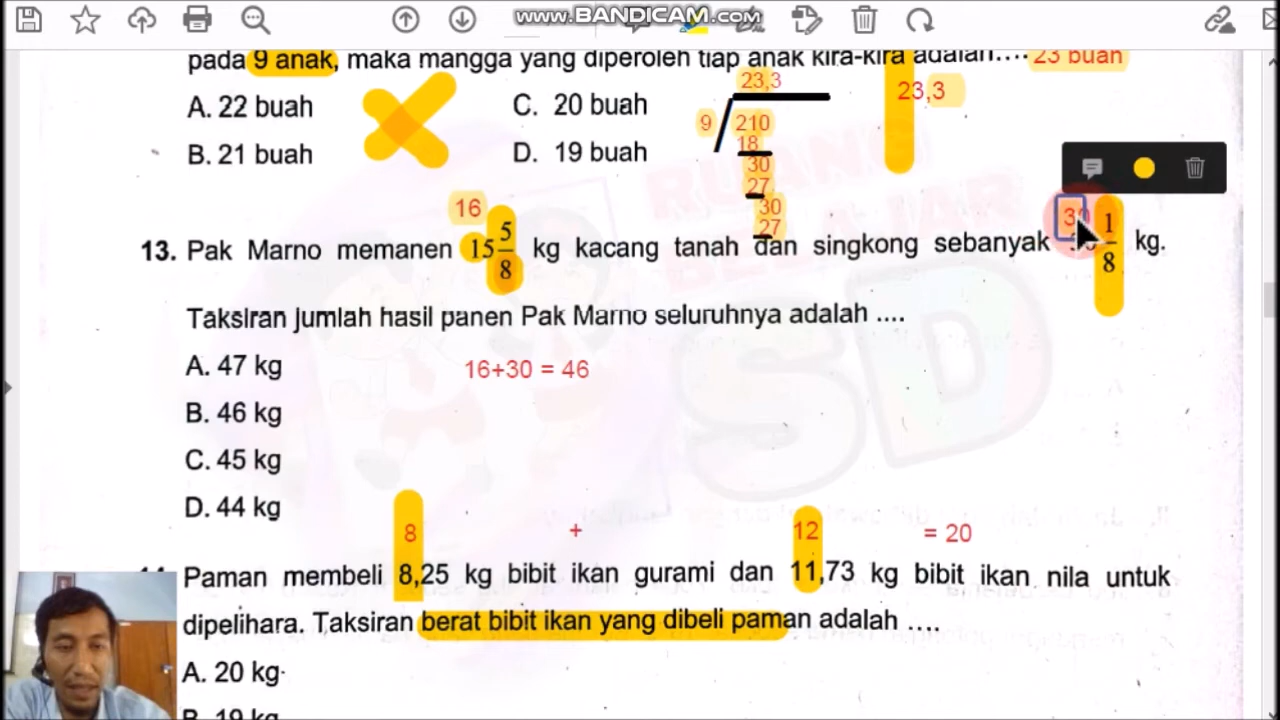 www.BANDICAM.com
pada 9 anak, maka mangga yang diperoleh tiap anak kira-kira adalah.... 23 buah
A. 22 buah
C. 20 buah
B. 21 buah
D. 19 buah
23,3
9 210
18
30
27
30
27
23,3
RUANG
BELAJAR
SD
16
30
13. Pak Marno memanen 15 5/8 kg kacang tanah dan singkong sebanyak 1/8 kg.
Taksiran jumlah hasil panen Pak Marno seluruhnya adalah ....
A. 47 kg
16+30 = 46
B. 46 kg
C. 45 kg
D. 44 kg
8 + 12 = 20
Paman membeli 8,25 kg bibit ikan gurami dan 11,73 kg bibit ikan nila untuk
dipelihara. Taksiran berat bibit ikan yang dibeli paman adalah ....
A. 20 kg
B. 19 kg